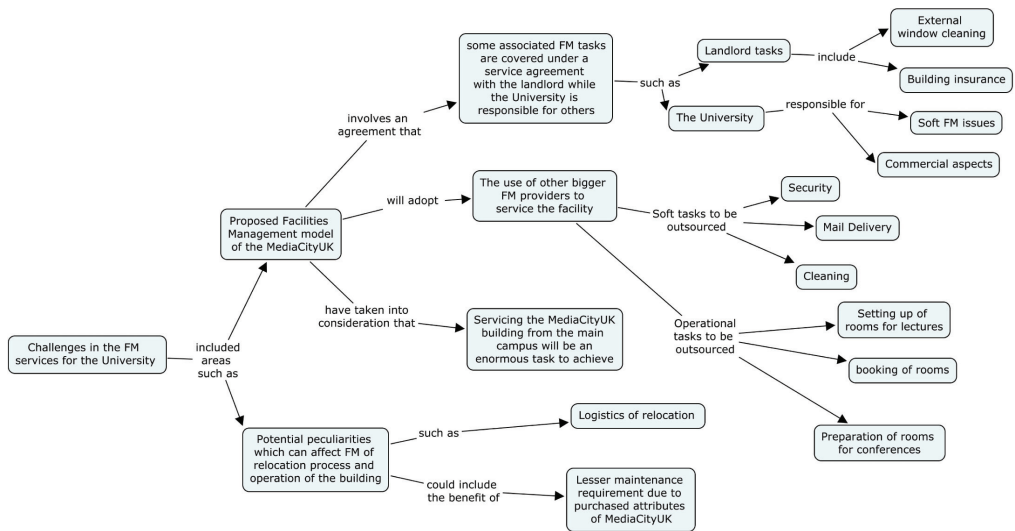 External
window cleaning
some associated FM tasks
are covered under a
service agreement
with the landlord while
the University is
responsible for others
Landlord tasks
include
Building insurance
such as
The University
responsible for
Soft FM issues
Commercial aspects
involves an
agreement that
Proposed Facilities
Management model
of the MediaCityUK
will adopt
The use of other bigger
FM providers to
service the facility
Soft tasks to be
outsourced
Security
Mail Delivery
Cleaning
have taken into
consideration that
Servicing the MediaCityUK
building from the main
campus will be an
enormous task to achieve
Operational
tasks to be
outsourced
Setting up of
rooms for lectures
booking of rooms
Preparation of rooms
for conferences
Challenges in the FM
services for the University
included
areas
such as
Potential peculiarities
which can affect FM of
relocation process and
operation of the building
such as
Logistics of relocation
could include
the benefit of
Lesser maintenance
requirement due to
purchased attributes
of MediaCityUK